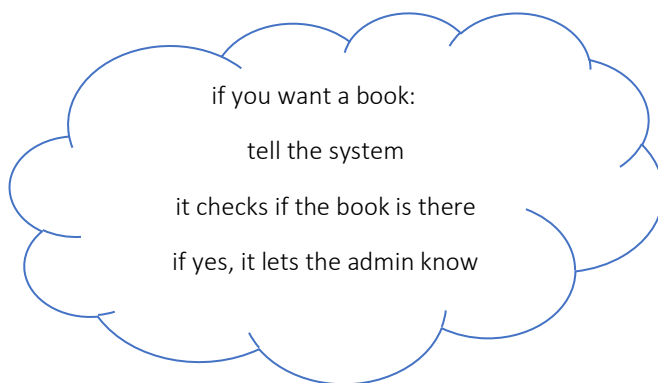 if you want a book:
tell the system
it checks if the book is there
if yes, it lets the admin know